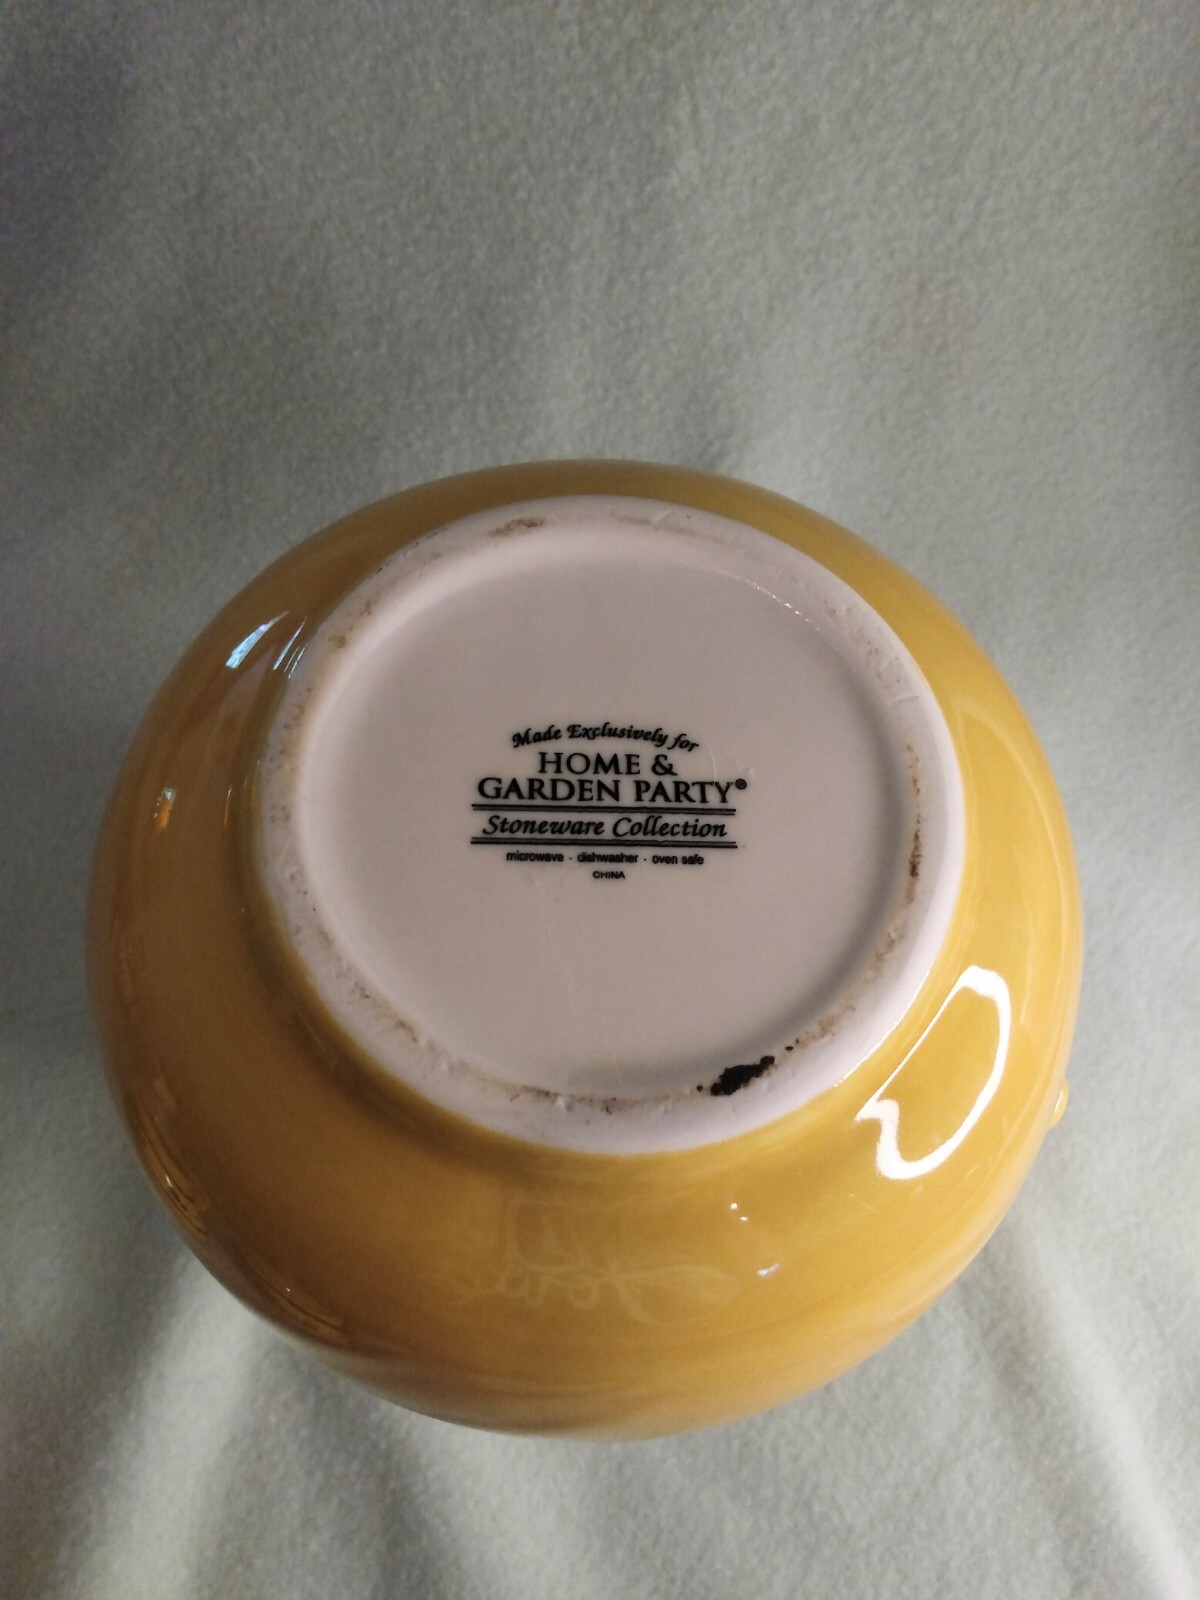 Made Exclusively for
HOME &
GARDEN PARTY®
Stoneware Collection
microwave · dishwasher · oven safe
CHINA